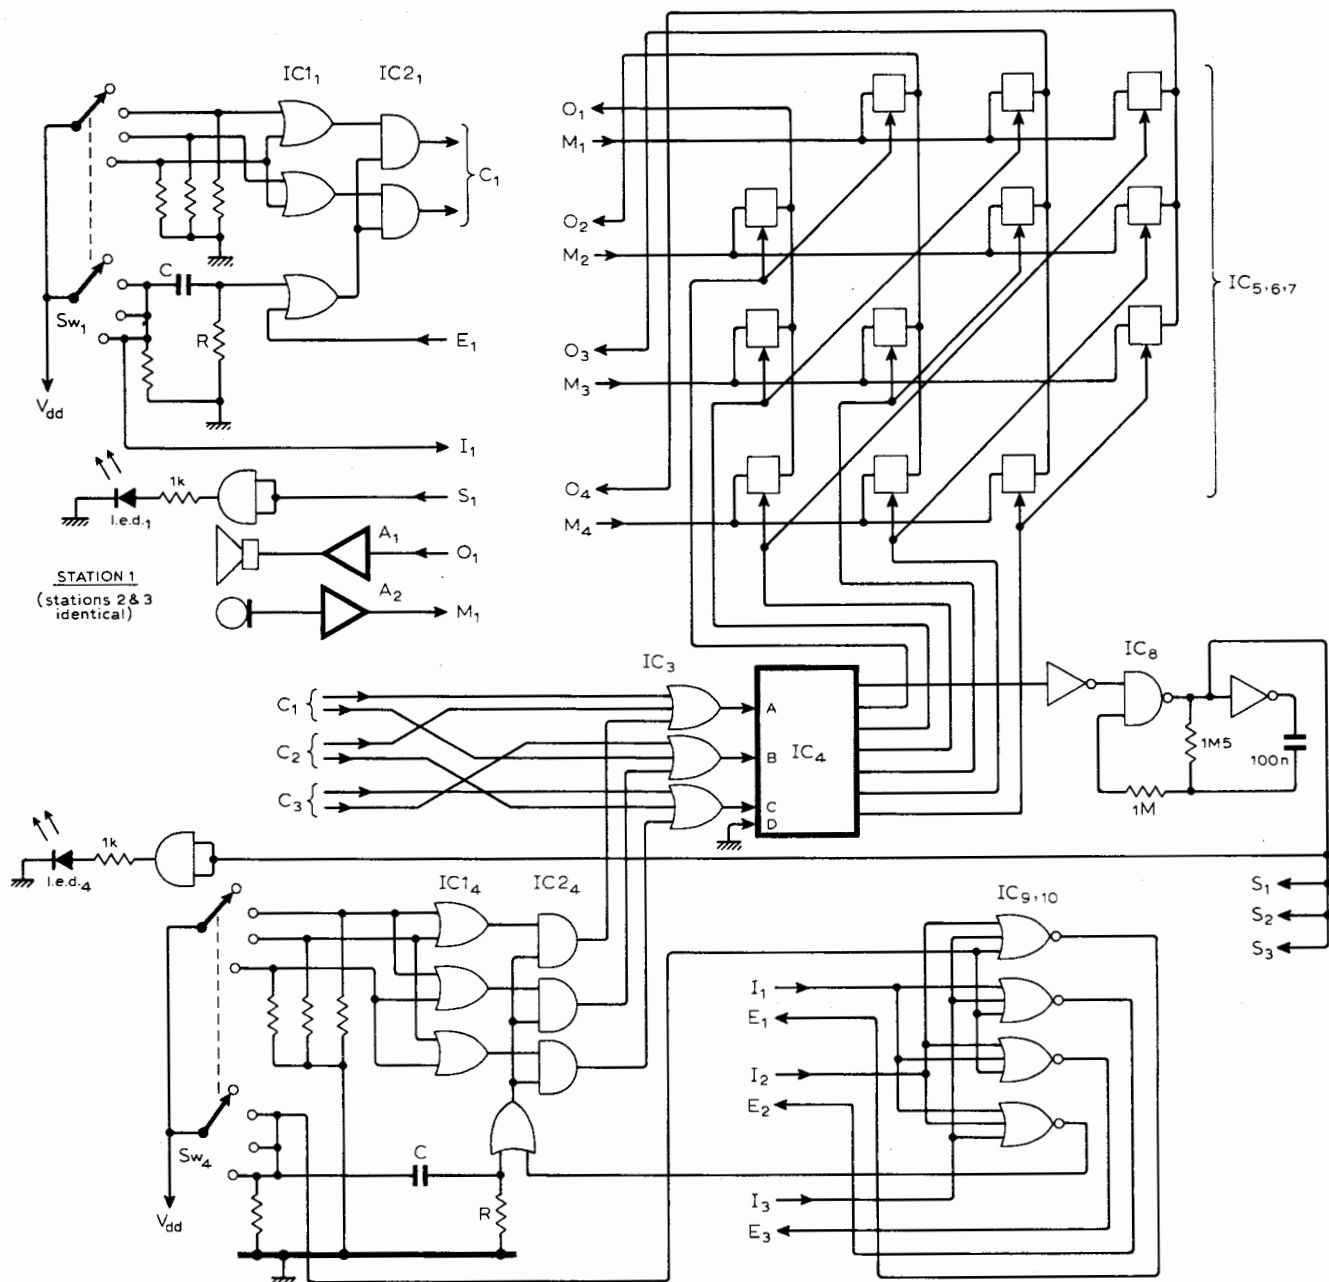 IC1₁
IC2₁
C₁
C
Sw₁
R
E₁
V_dd
I₁
1k
S₁
l.e.d.₁
A₁
O₁
STATION 1
(stations 2 & 3
identical)
A₂
M₁
O₁
M₁
O₂
M₂
O₃
M₃
O₄
M₄
IC₅,₆,₇
IC₃
C₁
C₂
C₃
A
B
C
D
IC₄
IC₈
1M5
100n
1M
1k
l.e.d.₄
S₁
S₂
S₃
IC1₄
IC2₄
IC₉,₁₀
I₁
E₁
I₂
E₂
I₃
E₃
Sw₄
C
R
V_dd